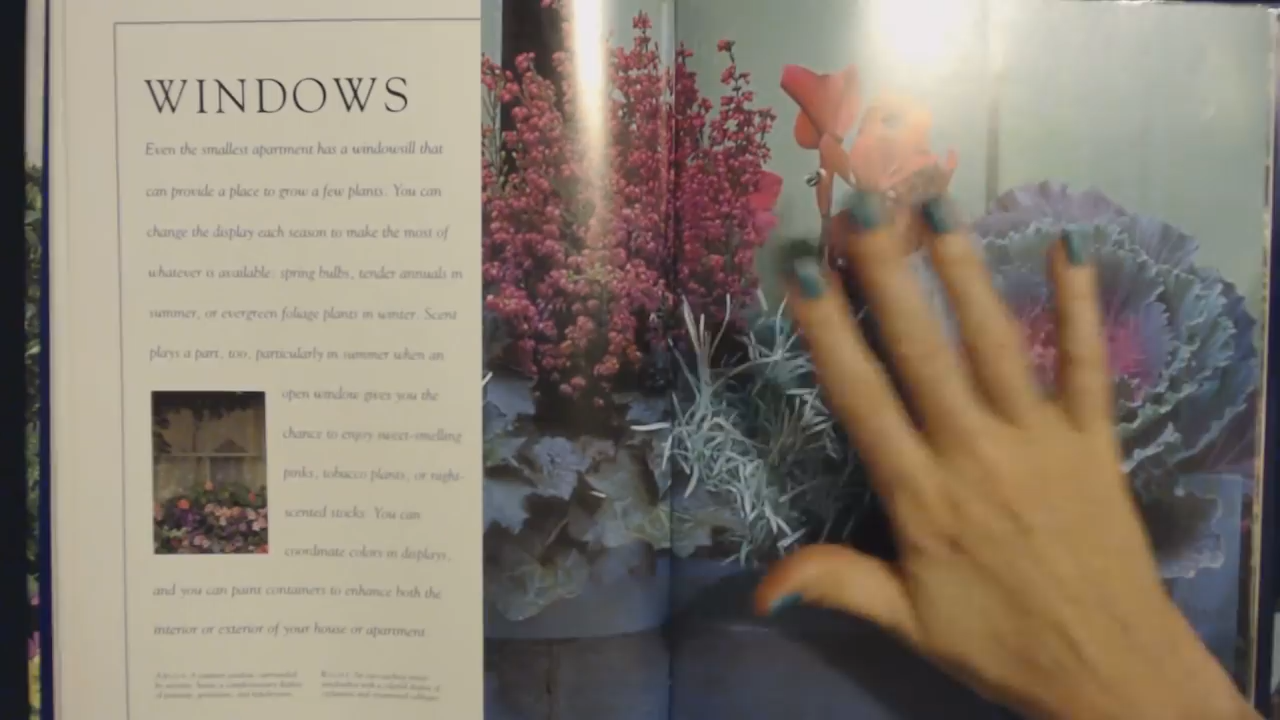 WINDOWS
Even the smallest apartment has a windowsill that
can provide a place to grow a few plants. You can
change the display each season to make the most of
whatever is available: spring bulbs, tender annuals in
summer, or evergreen foliage plants in winter. Scent
plays a part, too, particularly in summer when an
open window gives you the
chance to enjoy sweet-smelling
pinks, tobacco plants, or night-
scented stocks. You can
coordinate colors in displays,
and you can paint containers to enhance both the
interior or exterior of your house or apartment.